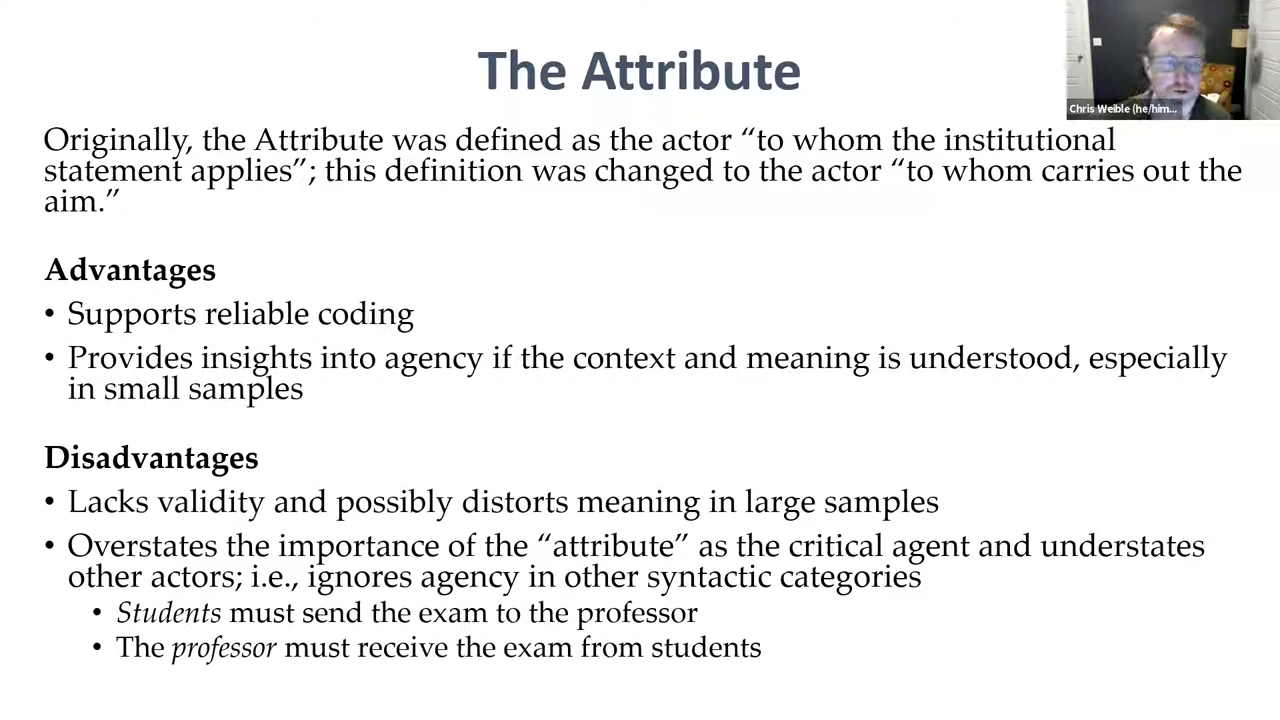 The Attribute
Chris Weible (he/him...
Originally, the Attribute was defined as the actor “to whom the institutional
statement applies”; this definition was changed to the actor “to whom carries out the
aim.”
Advantages
• Supports reliable coding
• Provides insights into agency if the context and meaning is understood, especially
in small samples
Disadvantages
• Lacks validity and possibly distorts meaning in large samples
• Overstates the importance of the “attribute” as the critical agent and understates
other actors; i.e., ignores agency in other syntactic categories
• Students must send the exam to the professor
• The professor must receive the exam from students